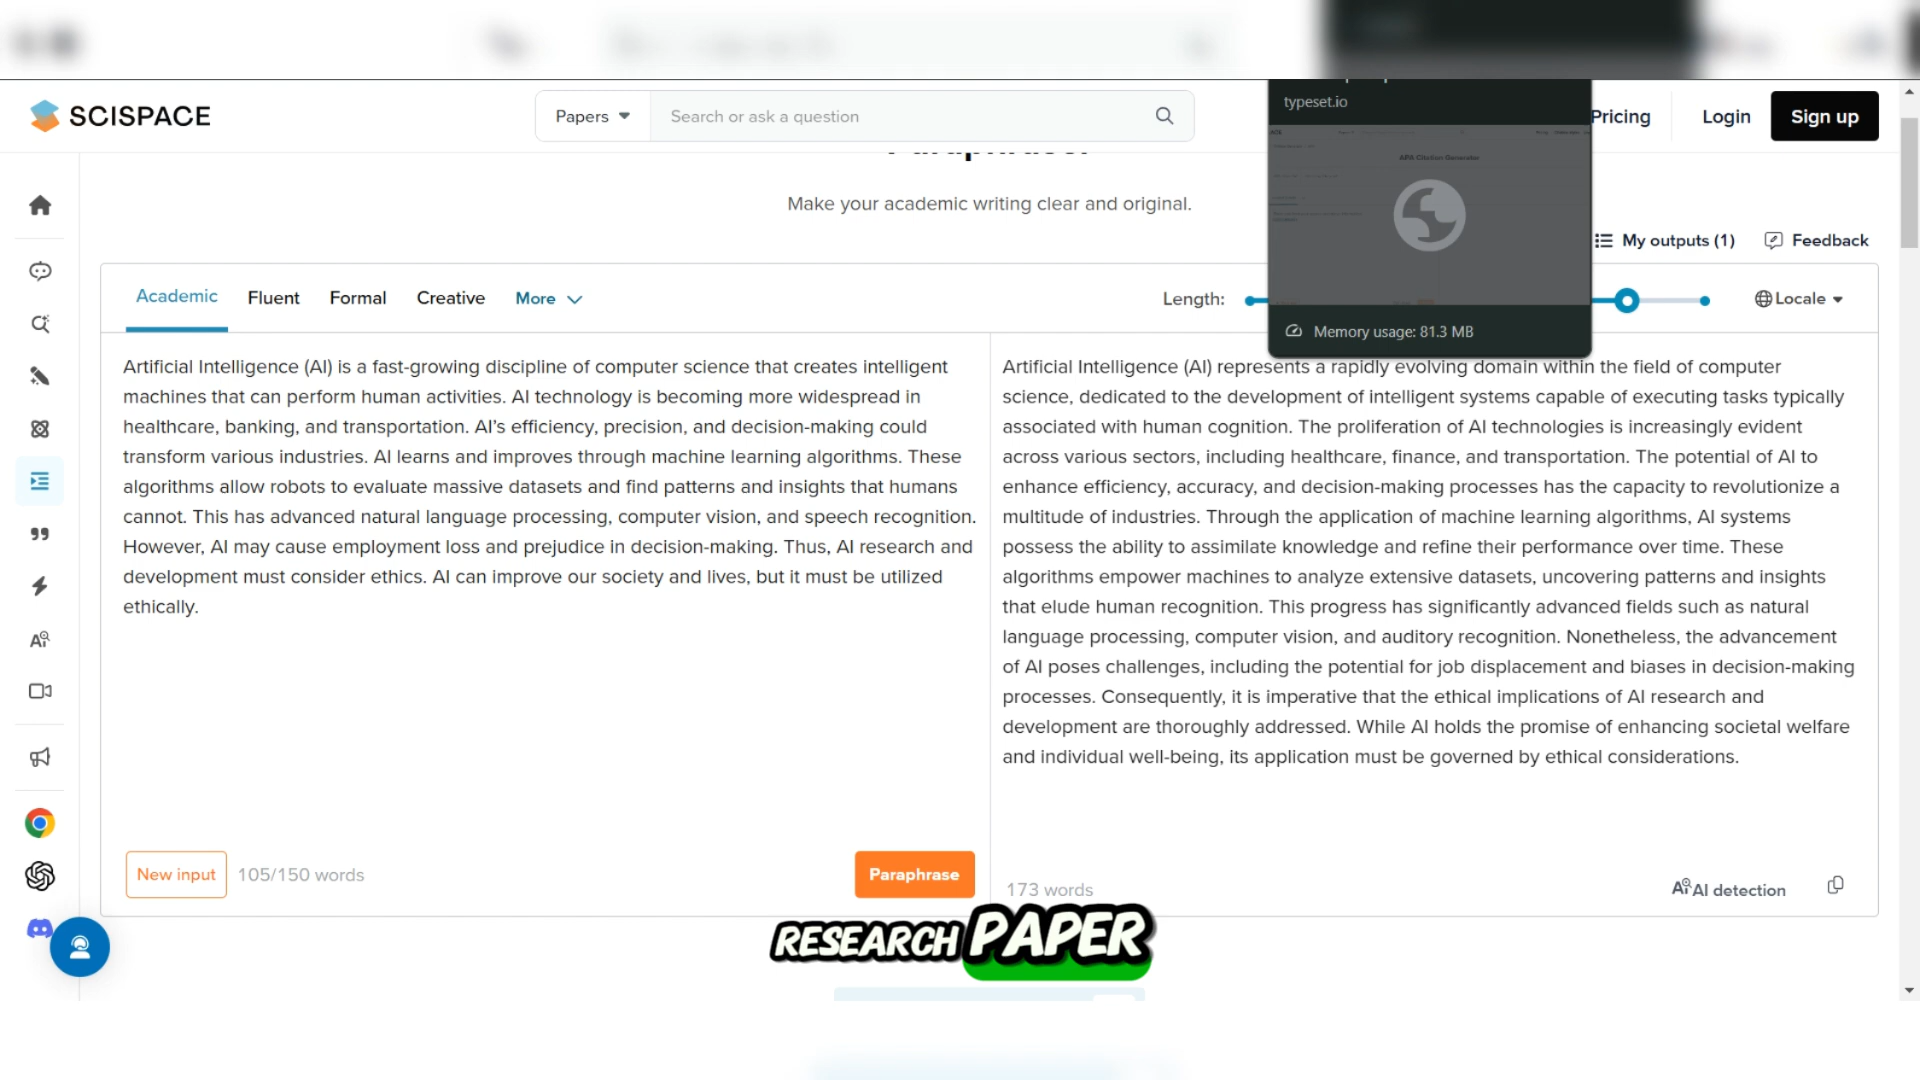 typeset.io
SCISPACE
Papers
Search or ask a question
Pricing
Login
Sign up
APA Citation Generator
Make your academic writing clear and original.
My outputs (1)
Feedback
Academic
Fluent
Formal
Creative
More
Length:
Locale
Memory usage: 81.3 MB
Artificial Intelligence (AI) is a fast-growing discipline of computer science that creates intelligent
machines that can perform human activities. AI technology is becoming more widespread in
healthcare, banking, and transportation. AI’s efficiency, precision, and decision-making could
transform various industries. AI learns and improves through machine learning algorithms. These
algorithms allow robots to evaluate massive datasets and find patterns and insights that humans
cannot. This has advanced natural language processing, computer vision, and speech recognition.
However, AI may cause employment loss and prejudice in decision-making. Thus, AI research and
development must consider ethics. AI can improve our society and lives, but it must be utilized
ethically.
Artificial Intelligence (AI) represents a rapidly evolving domain within the field of computer
science, dedicated to the development of intelligent systems capable of executing tasks typically
associated with human cognition. The proliferation of AI technologies is increasingly evident
across various sectors, including healthcare, finance, and transportation. The potential of AI to
enhance efficiency, accuracy, and decision-making processes has the capacity to revolutionize a
multitude of industries. Through the application of machine learning algorithms, AI systems
possess the ability to assimilate knowledge and refine their performance over time. These
algorithms empower machines to analyze extensive datasets, uncovering patterns and insights
that elude human recognition. This progress has significantly advanced fields such as natural
language processing, computer vision, and auditory recognition. Nonetheless, the advancement
of AI poses challenges, including the potential for job displacement and biases in decision-making
processes. Consequently, it is imperative that the ethical implications of AI research and
development are thoroughly addressed. While AI holds the promise of enhancing societal welfare
and individual well-being, its application must be governed by ethical considerations.
New input
105/150 words
Paraphrase
173 words
AI detection
RESEARCH PAPER